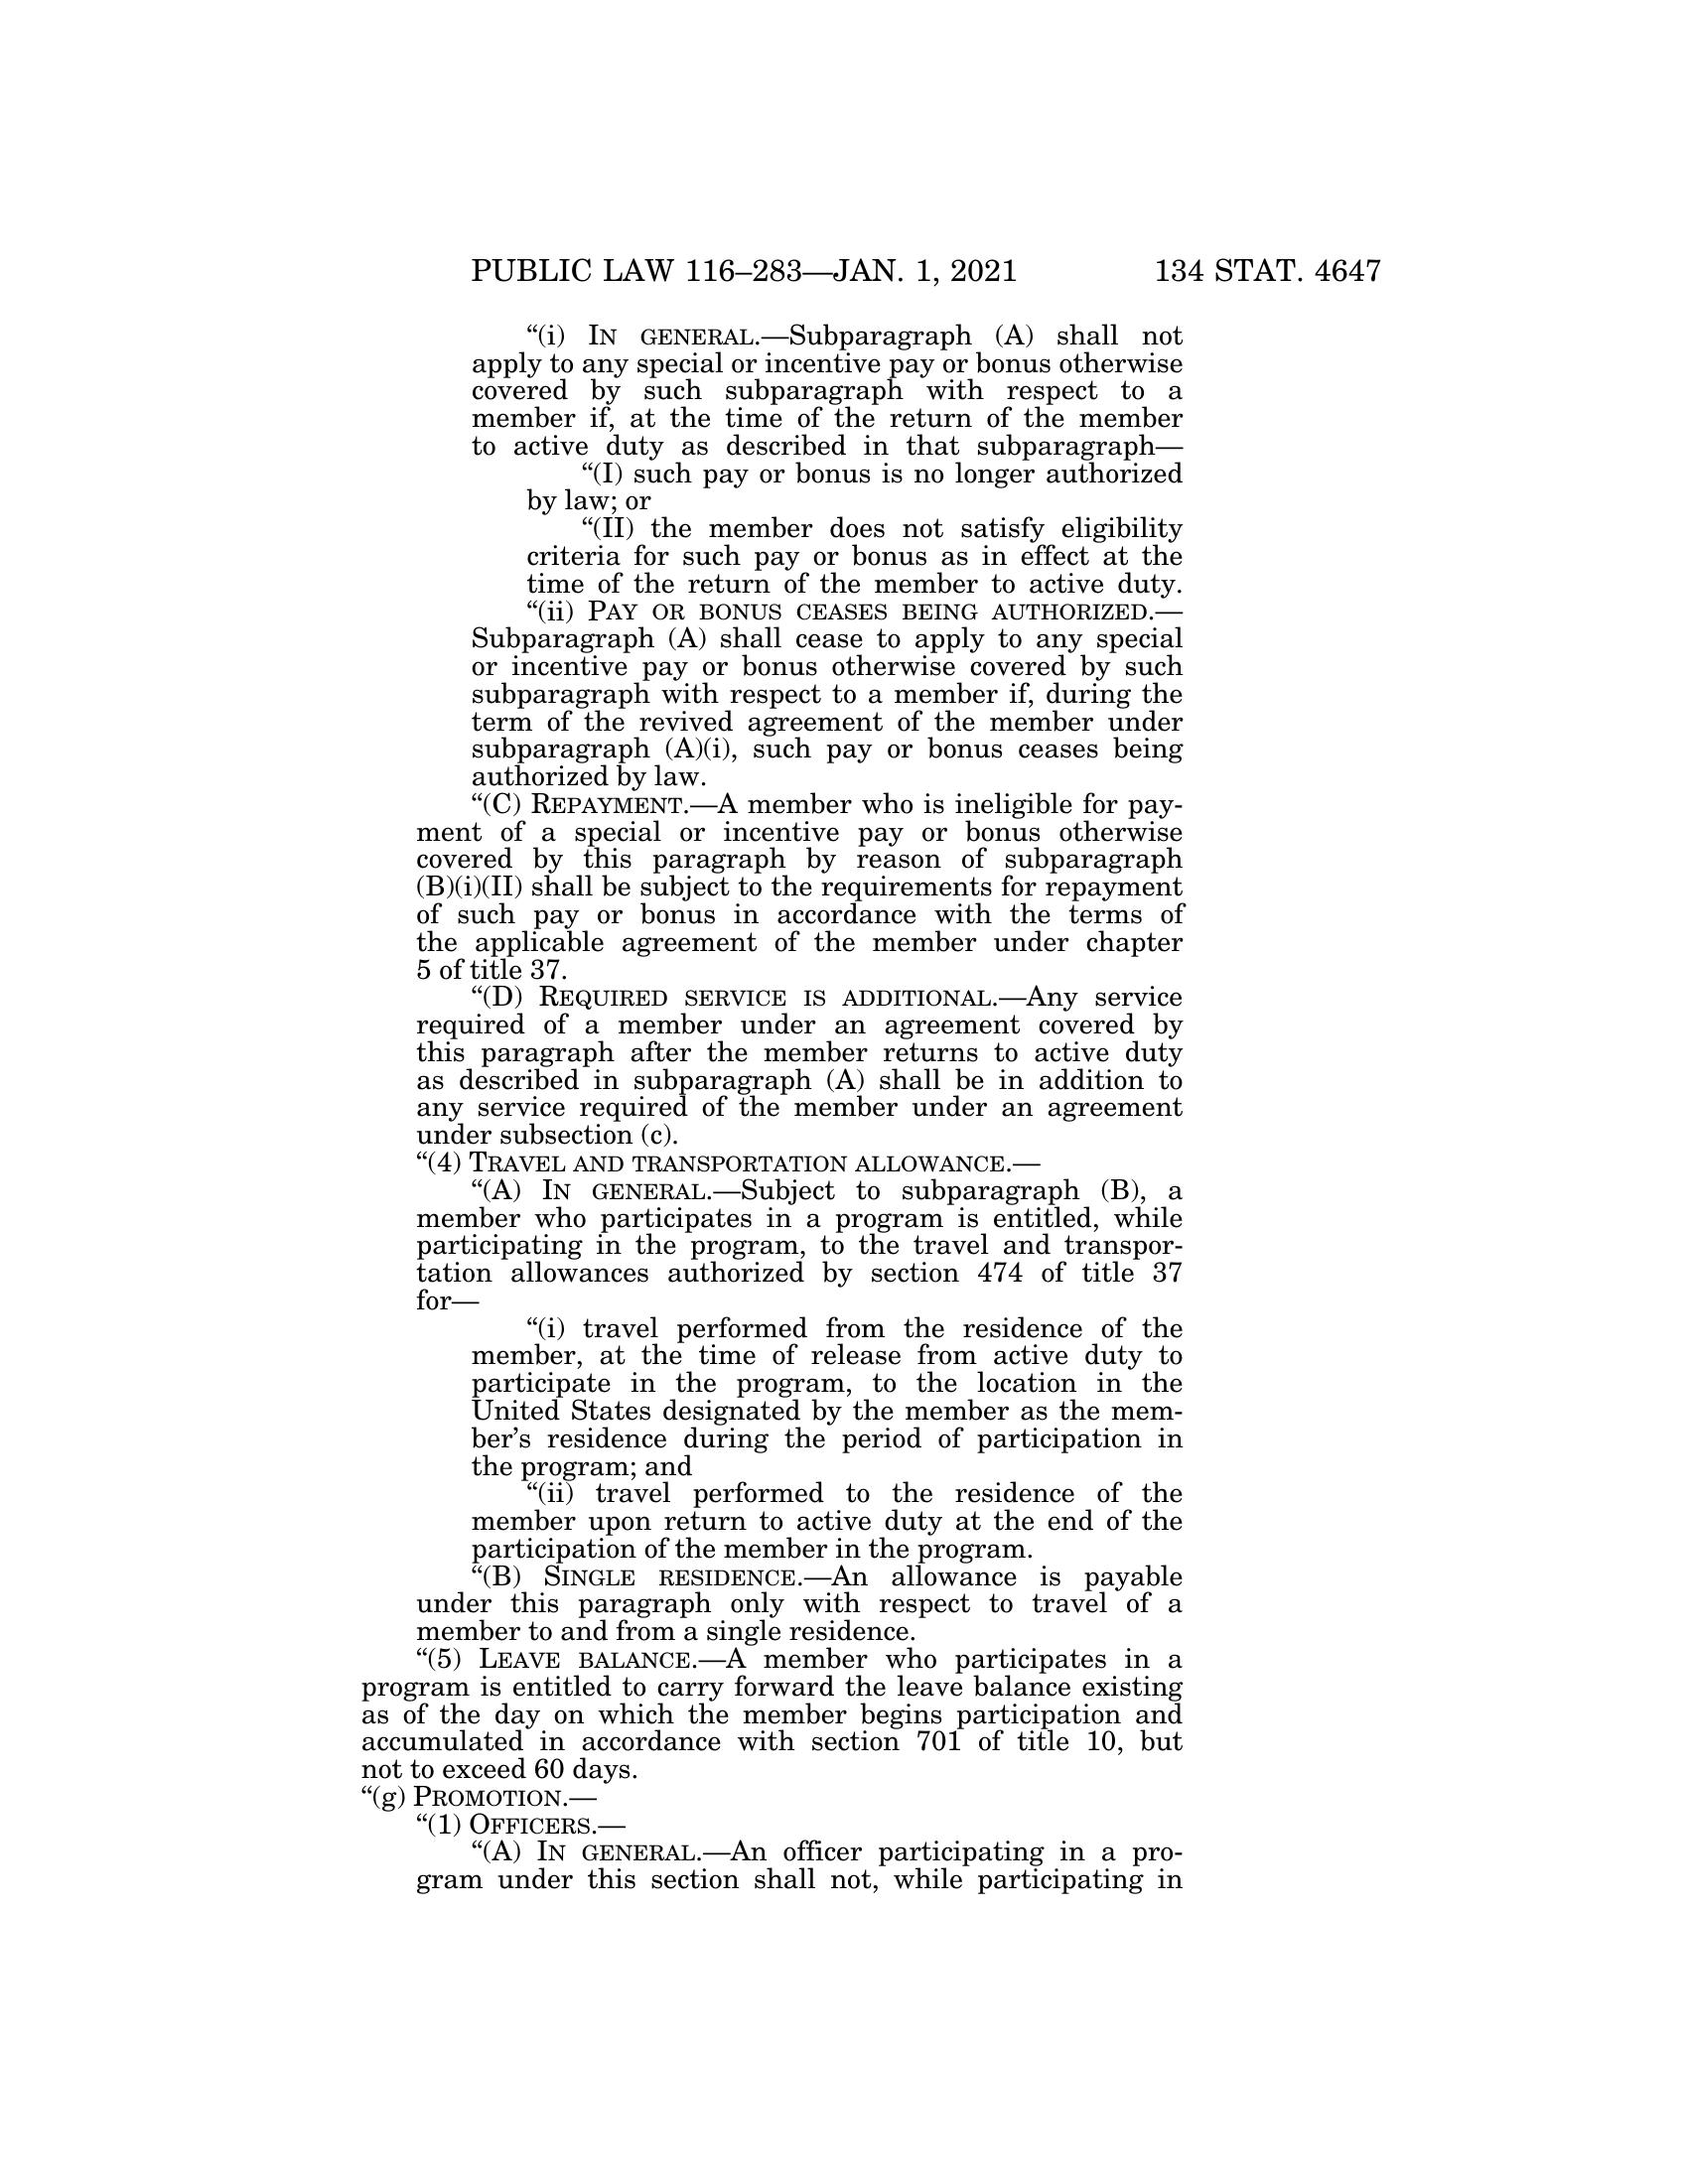 PUBLIC LAW 116–283—JAN. 1, 2021 134 STAT. 4647
“(i) IN GENERAL.—Subparagraph (A) shall not
apply to any special or incentive pay or bonus otherwise
covered by such subparagraph with respect to a
member if, at the time of the return of the member
to active duty as described in that subparagraph—
“(I) such pay or bonus is no longer authorized
by law; or
“(II) the member does not satisfy eligibility
criteria for such pay or bonus as in effect at the
time of the return of the member to active duty.
“(ii) PAY OR BONUS CEASES BEING AUTHORIZED.—
Subparagraph (A) shall cease to apply to any special
or incentive pay or bonus otherwise covered by such
subparagraph with respect to a member if, during the
term of the revived agreement of the member under
subparagraph (A)(i), such pay or bonus ceases being
authorized by law.
“(C) REPAYMENT.—A member who is ineligible for pay-
ment of a special or incentive pay or bonus otherwise
covered by this paragraph by reason of subparagraph
(B)(i)(II) shall be subject to the requirements for repayment
of such pay or bonus in accordance with the terms of
the applicable agreement of the member under chapter
5 of title 37.
“(D) REQUIRED SERVICE IS ADDITIONAL.—Any service
required of a member under an agreement covered by
this paragraph after the member returns to active duty
as described in subparagraph (A) shall be in addition to
any service required of the member under an agreement
under subsection (c).
“(4) TRAVEL AND TRANSPORTATION ALLOWANCE.—
“(A) IN GENERAL.—Subject to subparagraph (B), a
member who participates in a program is entitled, while
participating in the program, to the travel and transpor-
tation allowances authorized by section 474 of title 37
for—
“(i) travel performed from the residence of the
member, at the time of release from active duty to
participate in the program, to the location in the
United States designated by the member as the mem-
ber’s residence during the period of participation in
the program; and
“(ii) travel performed to the residence of the
member upon return to active duty at the end of the
participation of the member in the program.
“(B) SINGLE RESIDENCE.—An allowance is payable
under this paragraph only with respect to travel of a
member to and from a single residence.
“(5) LEAVE BALANCE.—A member who participates in a
program is entitled to carry forward the leave balance existing
as of the day on which the member begins participation and
accumulated in accordance with section 701 of title 10, but
not to exceed 60 days.
“(g) PROMOTION.—
“(1) OFFICERS.—
“(A) IN GENERAL.—An officer participating in a pro-
gram under this section shall not, while participating in